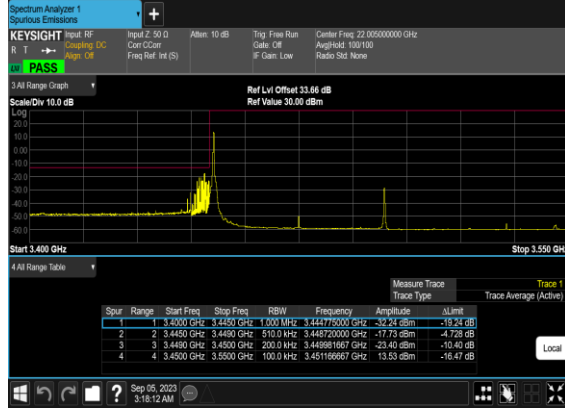 Spectrum Analyzer 1
Spurious Emissions
+
KEYSIGHT Input: RF Input Z: 50 Ω Atten: 10 dB Trig: Free Run Center Freq: 22.005000000 GHz
R T Coupling: DC Corr CCorr Gate: Off Avg|Hold: 100/100
Align: Off Freq Ref: Int (S) IF Gain: Low Radio Std: None
PASS
3 All Range Graph
Ref Lvl Offset 33.66 dB
Scale/Div 10.0 dB Ref Value 30.00 dBm
Log
20.0
10.0
0.00
-10.0
-20.0
-30.0
-40.0
-50.0
-60.0
Start 3.400 GHz Stop 3.550 GH
4 All Range Table
Measure Trace Trace 1
Trace Type Trace Average (Active)
Spur Range Start Freq Stop Freq RBW Frequency Amplitude ΔLimit
1 1 3.4000 GHz 3.4450 GHz 1.000 MHz 3.444775000 GHz -32.24 dBm -19.24 dB
2 2 3.4450 GHz 3.4490 GHz 510.0 kHz 3.448720000 GHz -17.73 dBm -4.728 dB
3 3 3.4490 GHz 3.4500 GHz 200.0 kHz 3.449981667 GHz -23.40 dBm -10.40 dB
4 4 3.4500 GHz 3.5500 GHz 100.0 kHz 3.451166667 GHz 13.53 dBm -16.47 dB
Local
? Sep 05, 2023
3:18:12 AM